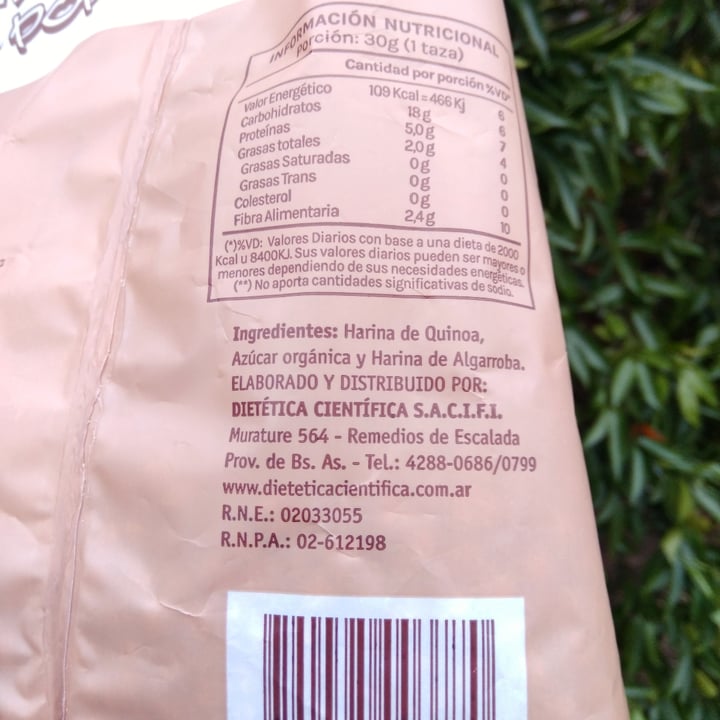 pop
INFORMACIÓN NUTRICIONAL
Porción: 30g (1 taza)
Cantidad por porción %VD*
Valor Energético 109 Kcal = 466 Kj 6
Carbohidratos 18g 6
Proteínas 5,0g 7
Grasas totales 2,0g 4
Grasas Saturadas 0g 0
Grasas Trans 0g 0
Colesterol 0g 0
Fibra Alimentaria 2,4g 10
(*)%VD: Valores Diarios con base a una dieta de 2000
Kcal u 8400KJ. Sus valores diarios pueden ser mayores o
menores dependiendo de sus necesidades energéticas.
(**) No aporta cantidades significativas de sodio.
Ingredientes: Harina de Quinoa,
Azúcar orgánica y Harina de Algarroba.
ELABORADO Y DISTRIBUIDO POR:
DIETÉTICA CIENTÍFICA S.A.C.I.F.I.
Murature 564 - Remedios de Escalada
Prov. de Bs. As. - Tel.: 4288-0686/0799
www.dieteticacientifica.com.ar
R.N.E.: 02033055
R.N.P.A.: 02-612198